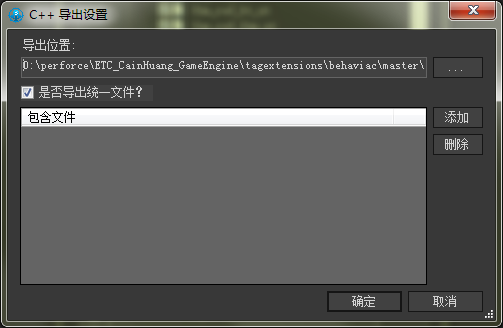 C++ 导出设置
导出位置:
O:\perforce\ETC_CainHuang_GameEngine\tagextensions\behaviac\master\
...
是否导出统一文件?
包含文件
添加
删除
确定
取消